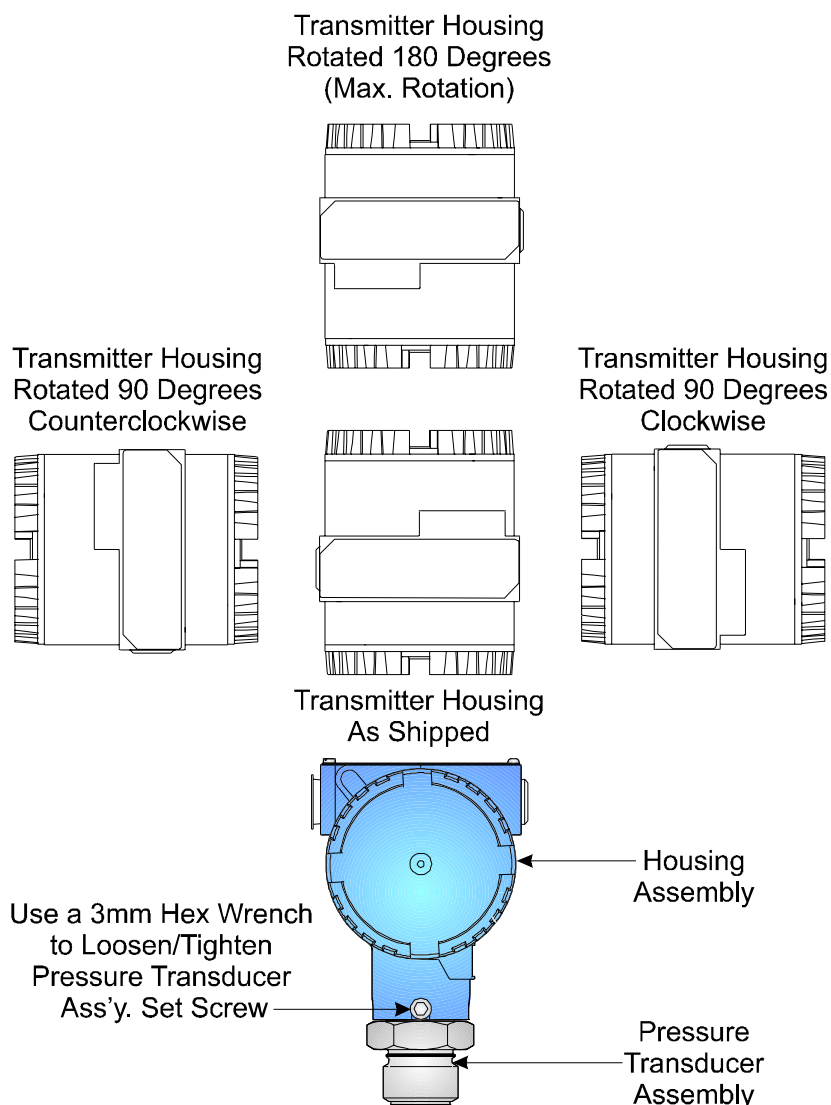 Transmitter Housing
Rotated 180 Degrees
(Max. Rotation)
Transmitter Housing
Rotated 90 Degrees
Counterclockwise
Transmitter Housing
Rotated 90 Degrees
Clockwise
Transmitter Housing
As Shipped
Housing
Assembly
Use a 3mm Hex Wrench
to Loosen/Tighten
Pressure Transducer
Ass'y. Set Screw
Pressure
Transducer
Assembly